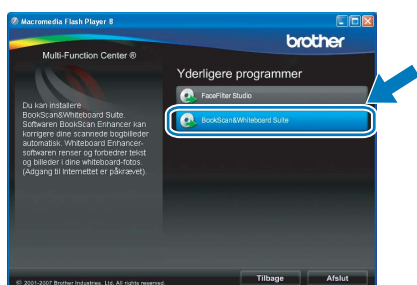 Macromedia Flash Player 8
brother
Multi-Function Center ®
Yderligere programmer
FaceFilter Studio
BookScan&Whiteboard Suite
Du kan installere
BookScan&Whiteboard Suite.
Softwaren BookScan Enhancer kan
korrigere dine scannede bogbilleder
automatisk. Whiteboard Enhancer-
softwaren renser og forbedrer tekst
og billeder i dine whiteboard-fotos.
(Adgang til Internettet er påkrævet).
© 2001-2007 Brother Industries, Ltd. All rights reserved.
Tilbage
Afslut